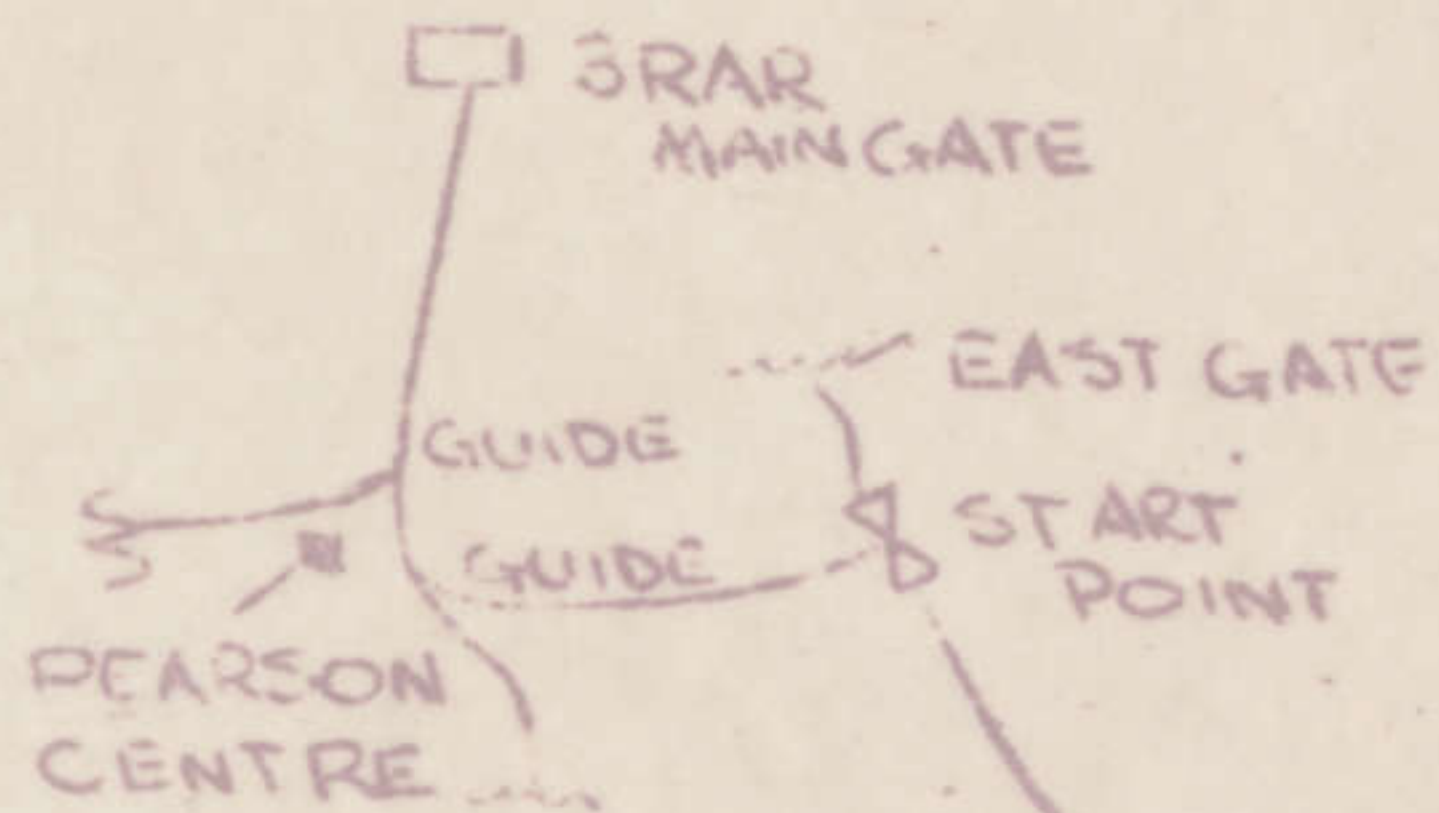 3RAR
MAIN GATE
EAST GATE
GUIDE
START
POINT
GUIDE
PEARSON
CENTRE